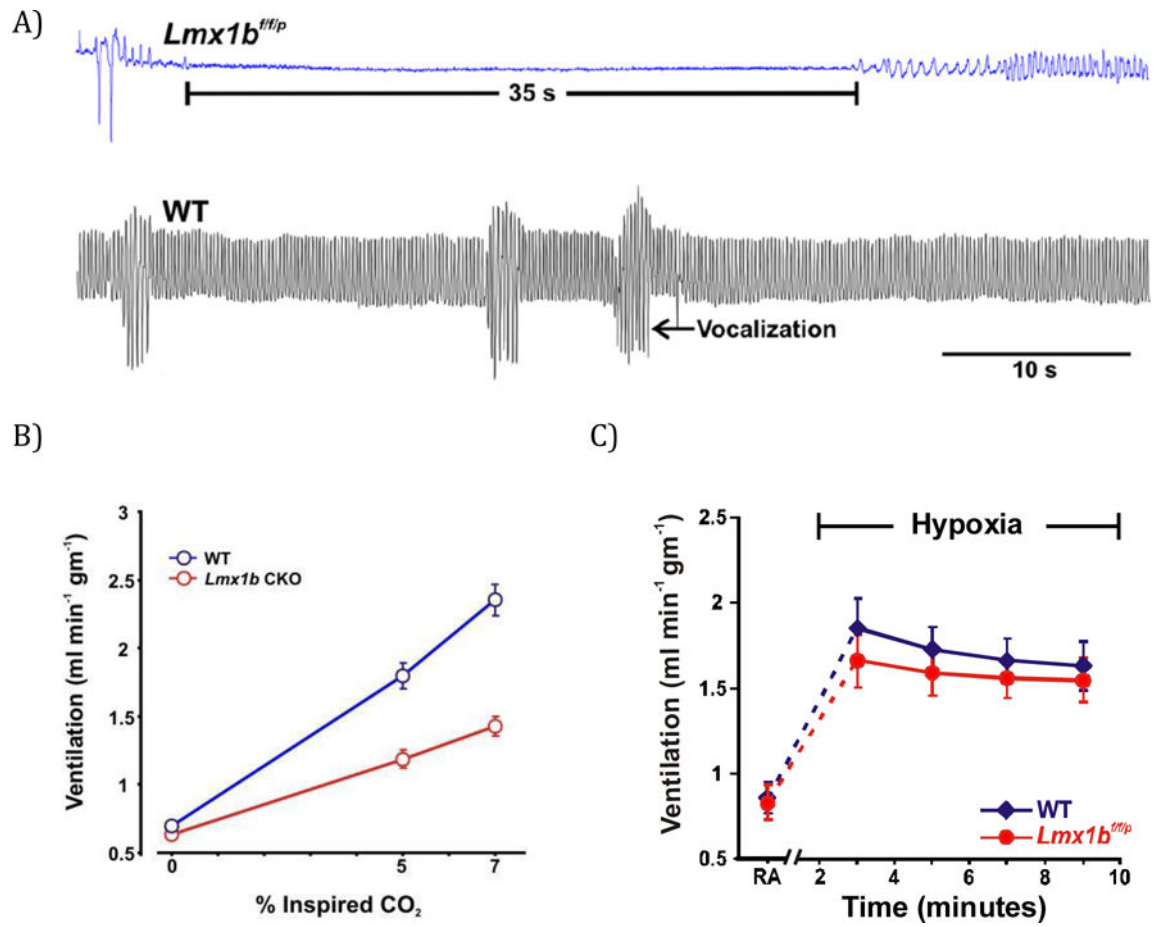 A)
Lmx1b^f/f/p
35 s
WT
Vocalization
10 s
B)
Ventilation (ml min⁻¹ gm⁻¹)
3
2.5
2
1.5
1
0.5
WT
Lmx1b CKO
0
5
7
% Inspired CO₂
C)
Ventilation (ml min⁻¹ gm⁻¹)
2.5
2
1.5
1
0.5
Hypoxia
WT
Lmx1b^f/f/p
RA
2
4
6
8
10
Time (minutes)